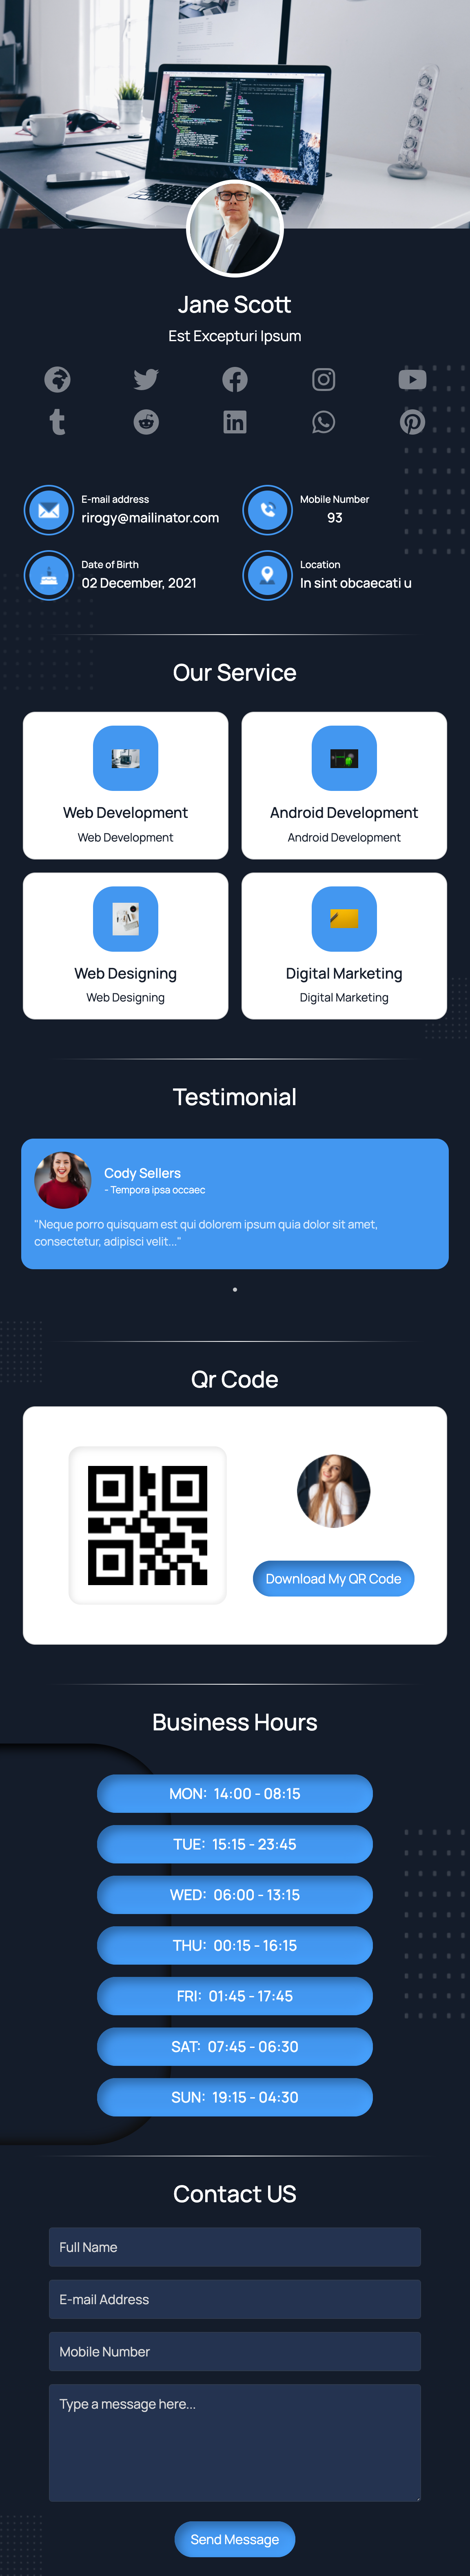 Jane Scott
Est Excepturi Ipsum
E-mail address
rirogy@mailinator.com
Mobile Number
93
Date of Birth
02 December, 2021
Location
In sint obcaecati u
Our Service
Web Development
Web Development
Android Development
Android Development
Web Designing
Web Designing
Digital Marketing
Digital Marketing
Testimonial
Cody Sellers
- Tempora ipsa occaec
"Neque porro quisquam est qui dolorem ipsum quia dolor sit amet,
consectetur, adipisci velit..."
Qr Code
Download My QR Code
Business Hours
MON: 14:00 - 08:15
TUE: 15:15 - 23:45
WED: 06:00 - 13:15
THU: 00:15 - 16:15
FRI: 01:45 - 17:45
SAT: 07:45 - 06:30
SUN: 19:15 - 04:30
Contact US
Full Name
E-mail Address
Mobile Number
Type a message here...
Send Message